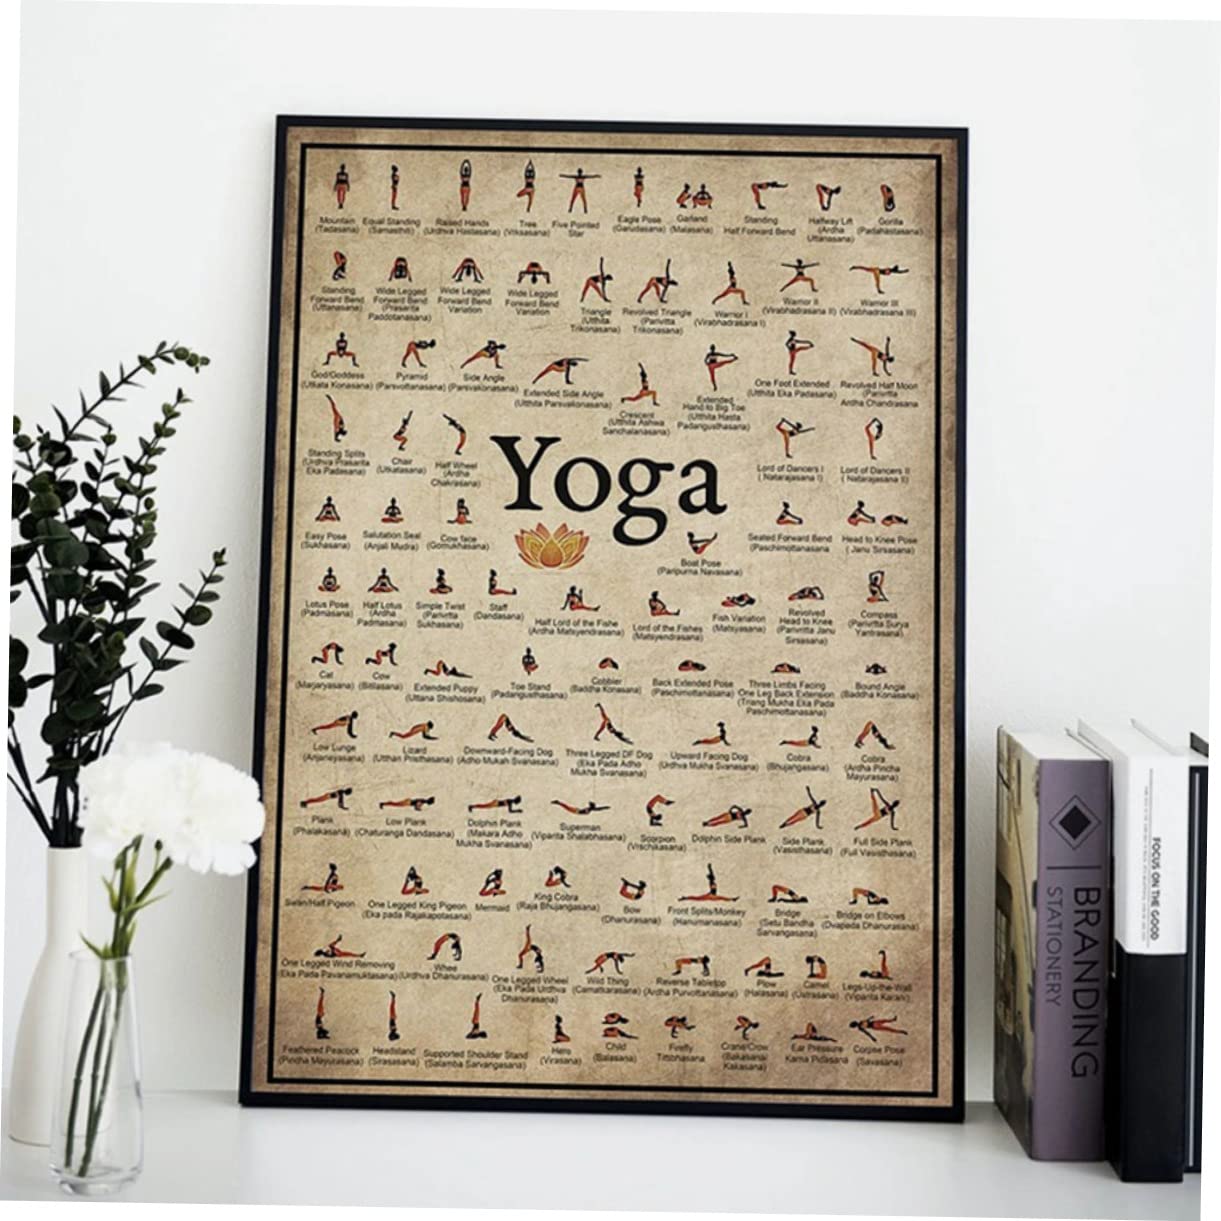 Mountain
(Tadasana)
Equal Standing
(Samasthiti)
Raised Hands
(Urdhva Hastasana)
Tree
(Vrksasana)
Five Pointed
Star
Eagle Pose
(Garudasana)
Garland
(Malasana)
Standing
Half Forward Bend
Halfway Lift
(Ardha
Uttanasana)
Gorilla
(Padahastasana)
Standing
Forward Bend
(Uttanasana)
Wide Legged
Forward Bend
(Prasarita
Paddotanasana)
Wide Legged
Forward Bend
Variation
Wide Legged
Forward Bend
Variation
Triangle
(Utthita
Trikonasana)
Revolved Triangle
(Parivitta
Trikonasana)
Warrior I
(Virabhadrasana I)
Warrior II
(Virabhadrasana II)
Warrior III
(Virabhadrasana III)
God/Goddess
(Utkata Konasana)
Pyramid
(Parsvottanasana)
Side Angle
(Parsvakonasana)
Extended Side Angle
(Utthita Parsvakonasana)
Crescent
(Utthita Ashwa
Sanchalanasana)
Extended
Hand to Big Toe
(Utthita Hasta
Padangusthasana)
One Foot Extended
(Utthita Eka Padasana)
Revolved Half Moon
(Parivitta
Ardha Chandrasana
Standing Splits
(Urdhva Prasarita
Eka Padasana)
Chair
(Utkatasana)
Half Wheel
(Ardha
Chakrasana)
Yoga
Lord of Dancers I
( Natarajasana I)
Lord of Dancers II
( Natarajasana II)
Easy Pose
(Sukhasana)
Salutation Seal
(Anjali Mudra)
Cow face
(Gomukhasana)
Boat Pose
(Paripurna Navasana)
Seated Forward Bend
(Paschimottanasana
Head to Knee Pose
( Janu Sirsasana)
Lotus Pose
(Padmasana)
Half Lotus
(Ardha
Padmasana)
Simple Twist
(Parivrtta
Sukhasana)
Staff
(Dandasana)
Half Lord of the Fishe
(Ardha Matsyendrasana)
Lord of the Fishes
(Matsyendrasana)
Fish Variation
(Matsyasana)
Revolved
Head to Knee
(Parivritta Janu
Sirsasana)
Compass
(Parivrtta Surya
Yantrasana)
Cat
(Marjaryasana)
Cow
(Bitilasana)
Extended Puppy
(Uttana Shishosana)
Toe Stand
(Padangusthasana)
Cobbler
(Baddha Konasana)
Back Extended Pose
(Paschimottanasana)
Three Limbs Facing
One Leg Back Extension
(Triang Mukha Eka Pada
Paschimottanasana)
Bound Angle
(Baddha Konasana)
Low Lunge
(Anjaneyasana)
Lizard
(Utthan Pristhasana)
Downward-Facing Dog
(Adho Mukah Svanasana)
Three Legged DF Dog
(Eka Pada Adho
Mukha Svanasana)
Upward Facing Dog
(Urdhva Mukha Svanasana)
Cobra
(Bhujangasana)
Cobra
(Ardha Pincha
Mayurasana)
Plank
(Phalakasana)
Low Plank
(Chaturanga Dandasana)
Dolphin Plank
(Makara Adho
Mukha Svanasana)
Superman
(Viparita Shalabhasana)
Scorpion
(Vrschikasana)
Dolphin Side Plank
Side Plank
(Vasisthasana)
Full Side Plank
(Full Vasisthasana)
Swan/Half Pigeon
One Legged King Pigeon
(Eka pada Rajakapotasana)
Mermaid
King Cobra
(Raja Bhujangasana)
Bow
(Dhanurasana)
Front Splits/Monkey
(Hanumanasana)
Bridge
(Setu Bandha
Sarvangasana)
Bridge on Elbows
(Dvapada Dhanurasana)
One Legged Wind Removing
(Eka Pada Pavanamuktasana)
Whee
(Urdhva Dhanurasana)
One Legged Wheel
(Eka Pada Urdhva
Dhanurasana)
Wild Thing
(Camatkarasana)
Reverse Tabletop
(Ardha Purvottanasana)
Plow
(Halasana)
Camel
(Ustrasana)
Legs-Up-the-Wall
(Viparita Karani)
Feathered Peacock
(Pincha Mayurasana)
Headstand
(Sirasasana)
Supported Shoulder Stand
(Salamba Sarvangasana)
Hero
(Virasana)
Child
(Balasana)
Firefly
Tittibhasana
Crane/Crow
(Bakasana/
Kakasana)
Ear Pressure
Karna Pidasana
Corpse Pose
(Savasana)
BRANDING
STATIONERY
FOCUS ON THE GOOD